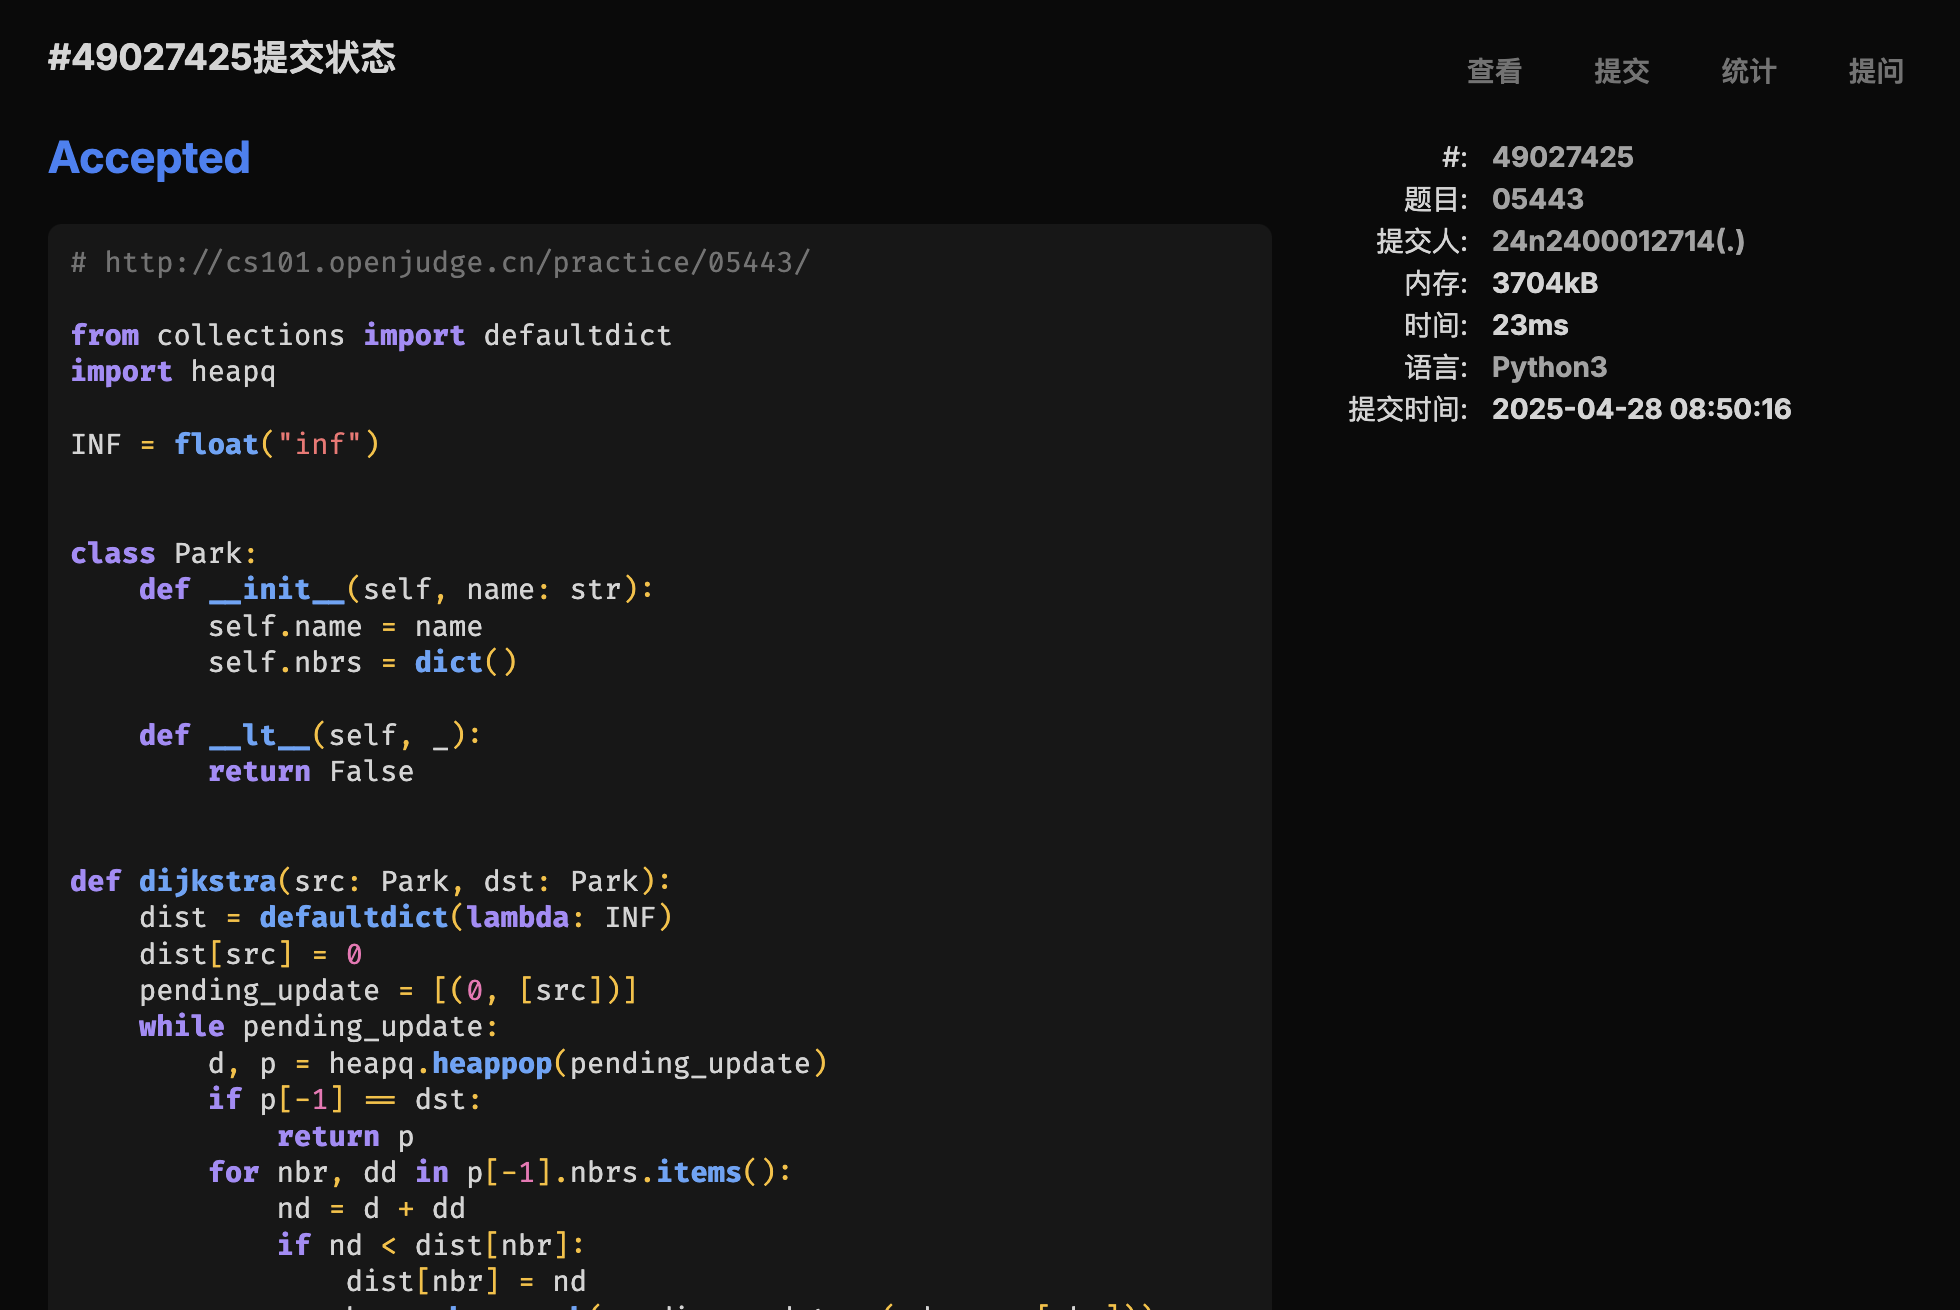 #49027425提交状态
查看 提交 统计 提问
Accepted
#: 49027425
题目: 05443
提交人: 24n2400012714(.)
内存: 3704kB
时间: 23ms
语言: Python3
提交时间: 2025-04-28 08:50:16
# http://cs101.openjudge.cn/practice/05443/
from collections import defaultdict
import heapq
INF = float("inf")
class Park:
    def __init__(self, name: str):
        self.name = name
        self.nbrs = dict()
    def __lt__(self, _):
        return False
def dijkstra(src: Park, dst: Park):
    dist = defaultdict(lambda: INF)
    dist[src] = 0
    pending_update = [(0, [src])]
    while pending_update:
        d, p = heapq.heappop(pending_update)
        if p[-1] == dst:
            return p
        for nbr, dd in p[-1].nbrs.items():
            nd = d + dd
            if nd < dist[nbr]:
                dist[nbr] = nd